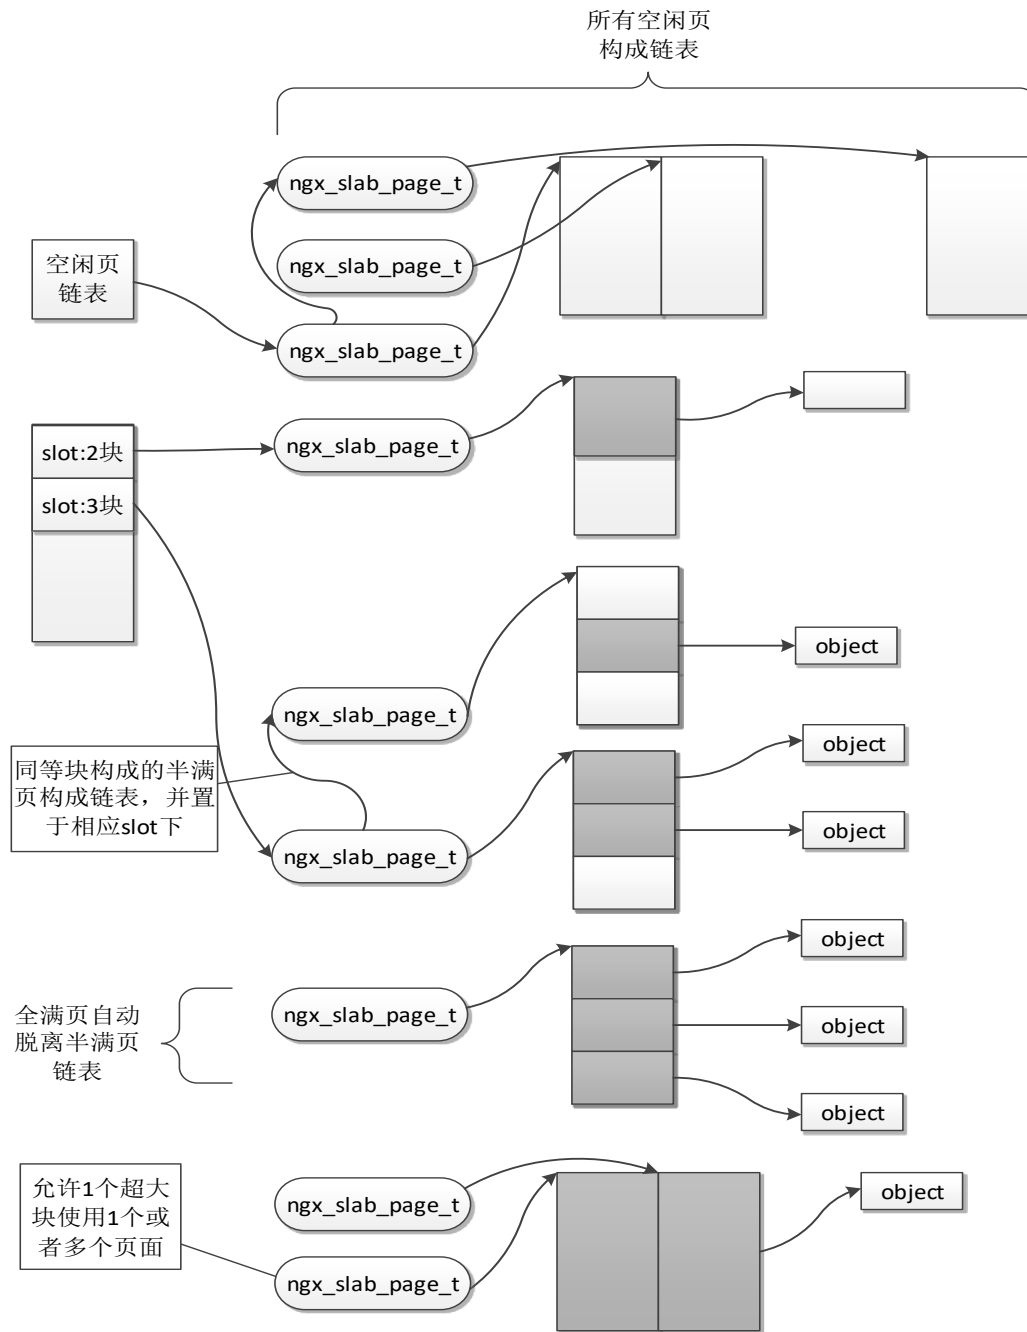 所有空闲页
构成链表
ngx_slab_page_t
ngx_slab_page_t
空闲页
链表
ngx_slab_page_t
slot:2块
ngx_slab_page_t
slot:3块
object
ngx_slab_page_t
object
同等块构成的半满
页构成链表，并置
于相应slot下
object
ngx_slab_page_t
object
全满页自动
脱离半满页
链表
ngx_slab_page_t
object
object
允许1个超大
块使用1个或
者多个页面
ngx_slab_page_t
object
ngx_slab_page_t